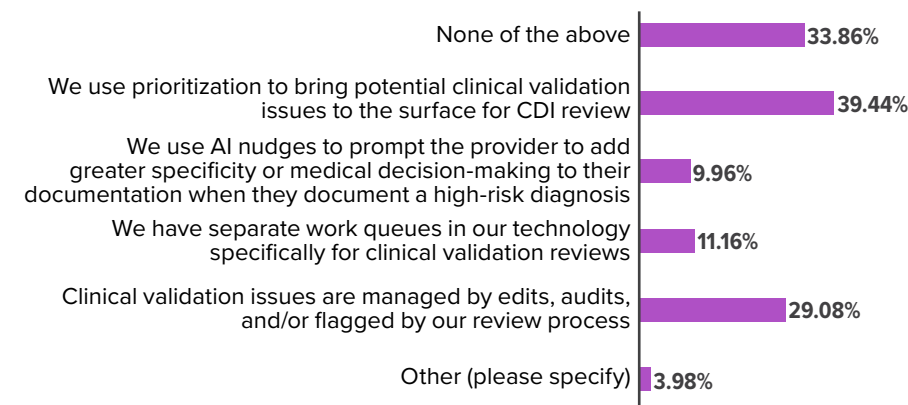 None of the above
33.86%
We use prioritization to bring potential clinical validation
issues to the surface for CDI review
39.44%
We use AI nudges to prompt the provider to add
greater specificity or medical decision-making to their
documentation when they document a high-risk diagnosis
9.96%
We have separate work queues in our technology
specifically for clinical validation reviews
11.16%
Clinical validation issues are managed by edits, audits,
and/or flagged by our review process
29.08%
Other (please specify)
3.98%